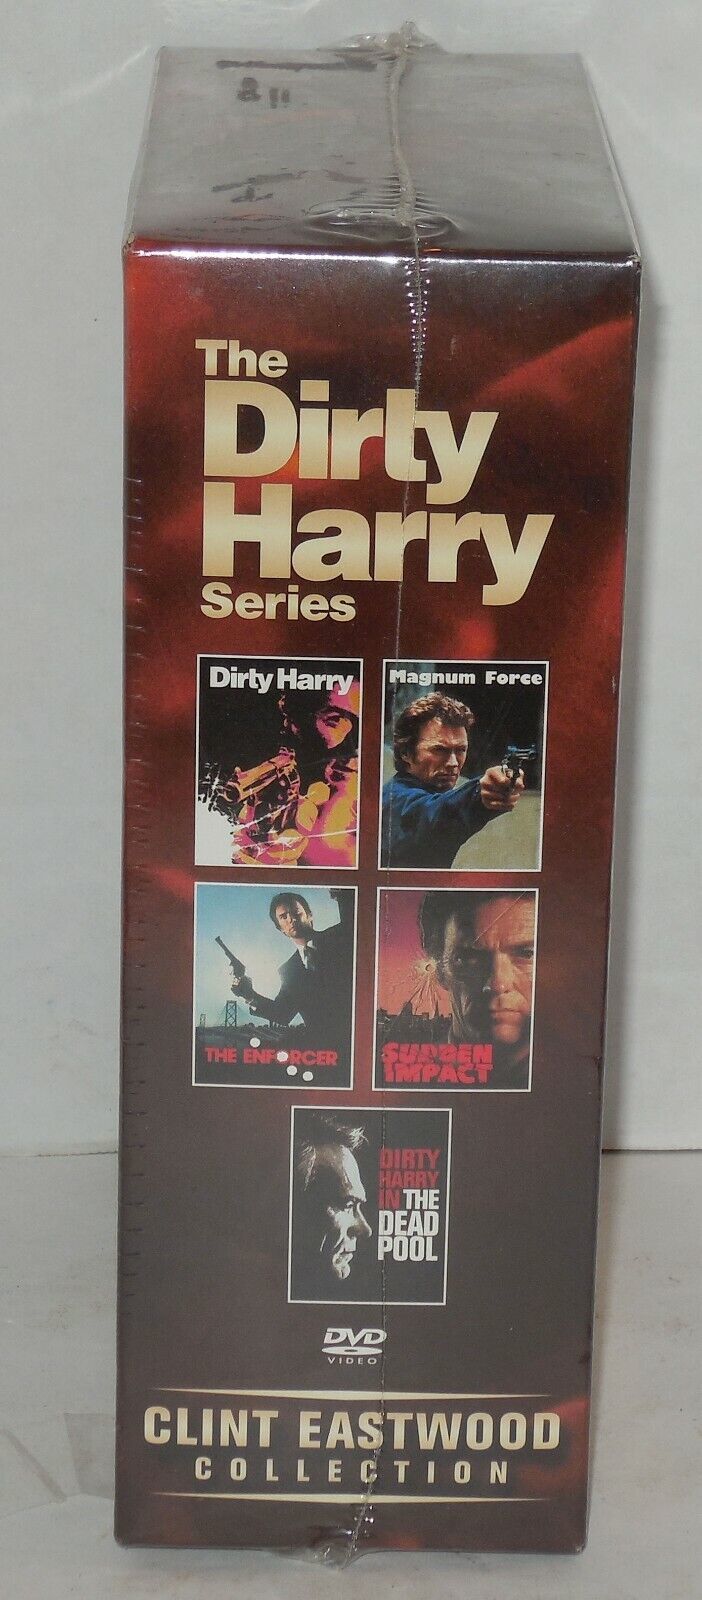 The
Dirty
Harry
Series
Dirty Harry
Magnum Force
THE ENFORCER
SUDDEN
IMPACT
DIRTY
HARRY
IN THE
DEAD
POOL
DVD
VIDEO
CLINT EASTWOOD
COLLECTION